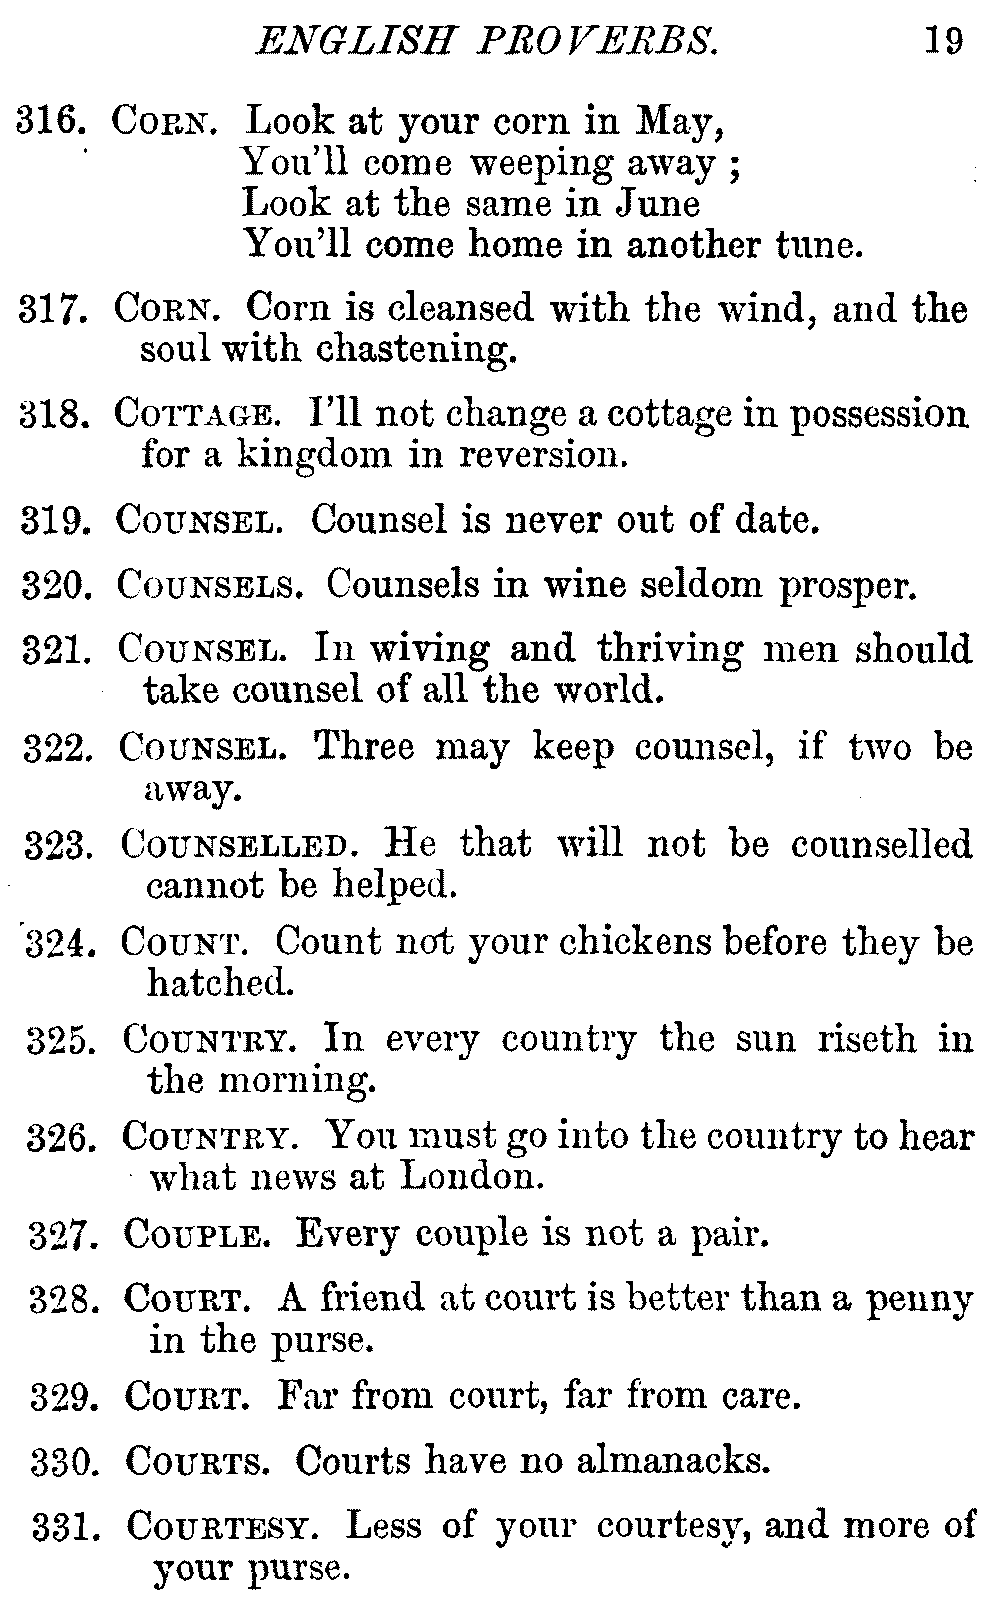 ENGLISH PROVERBS. 19
316. CORN. Look at your corn in May,
You'll come weeping away ;
Look at the same in June
You'll come home in another tune.
317. CORN. Corn is cleansed with the wind, and the
soul with chastening.
318. COTTAGE. I'll not change a cottage in possession
for a kingdom in reversion.
319. COUNSEL. Counsel is never out of date.
320. COUNSELS. Counsels in wine seldom prosper.
321. COUNSEL. In wiving and thriving men should
take counsel of all the world.
322. COUNSEL. Three may keep counsel, if two be
away.
323. COUNSELLED. He that will not be counselled
cannot be helped.
324. COUNT. Count not your chickens before they be
hatched.
325. COUNTRY. In every country the sun riseth in
the morning.
326. COUNTRY. You must go into the country to hear
what news at London.
327. COUPLE. Every couple is not a pair.
328. COURT. A friend at court is better than a penny
in the purse.
329. COURT. Far from court, far from care.
330. COURTS. Courts have no almanacks.
331. COURTESY. Less of your courtesy, and more of
your purse.